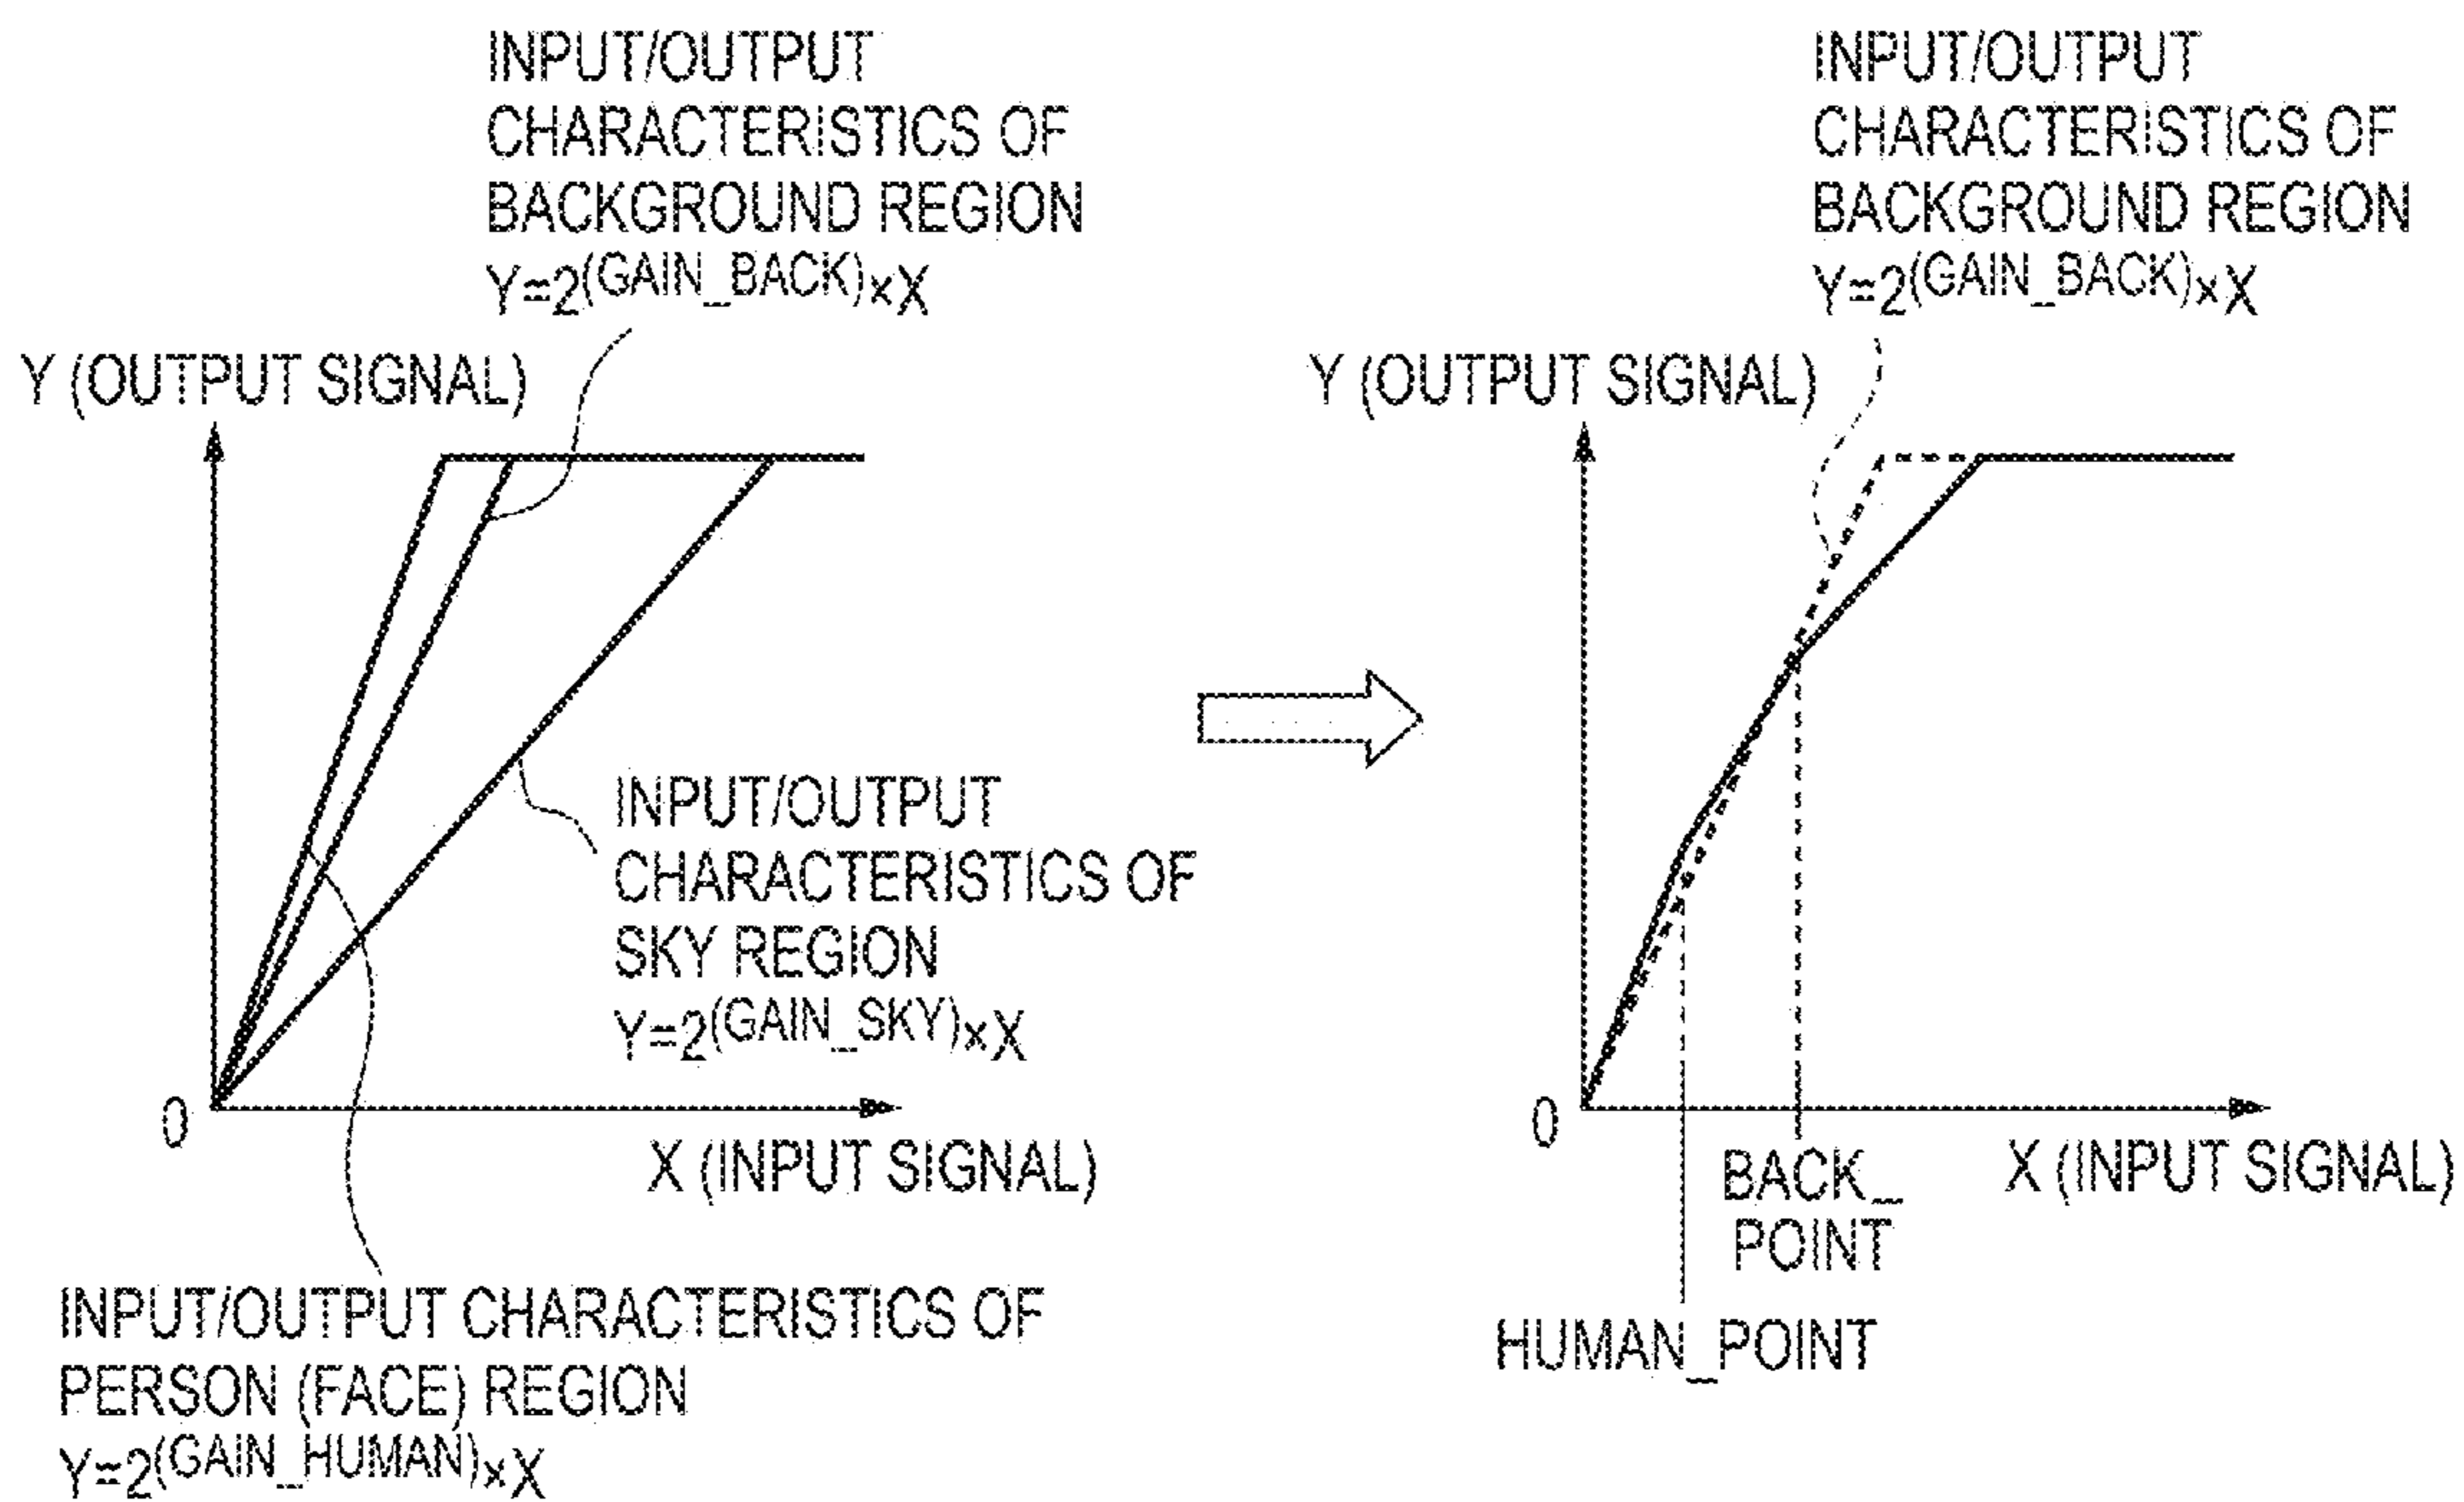 INPUT/OUTPUT
CHARACTERISTICS OF
BACKGROUND REGION
Y=2(GAIN_BACK)×X
Y (OUTPUT SIGNAL)
INPUT/OUTPUT
CHARACTERISTICS OF
SKY REGION
Y=2(GAIN_SKY)×X
0
X (INPUT SIGNAL)
INPUT/OUTPUT CHARACTERISTICS OF
PERSON (FACE) REGION
Y=2(GAIN_HUMAN)×X
INPUT/OUTPUT
CHARACTERISTICS OF
BACKGROUND REGION
Y=2(GAIN_BACK)×X
Y (OUTPUT SIGNAL)
0
X (INPUT SIGNAL)
BACK_
POINT
HUMAN_POINT